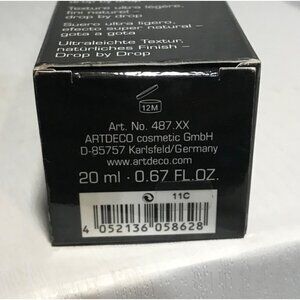 Texture ultra légère,
fini naturel –
drop by drop
Suero ultra ligero,
efecto super natural –
gota a gota
Ultraleichte Textur,
natürliches Finish –
Drop by Drop
12M
Art. No. 487.XX
ARTDECO cosmetic GmbH
D-85757 Karlsfeld/Germany
www.artdeco.com
20 ml · 0.67 FL.OZ.
11C
4 052136 058628